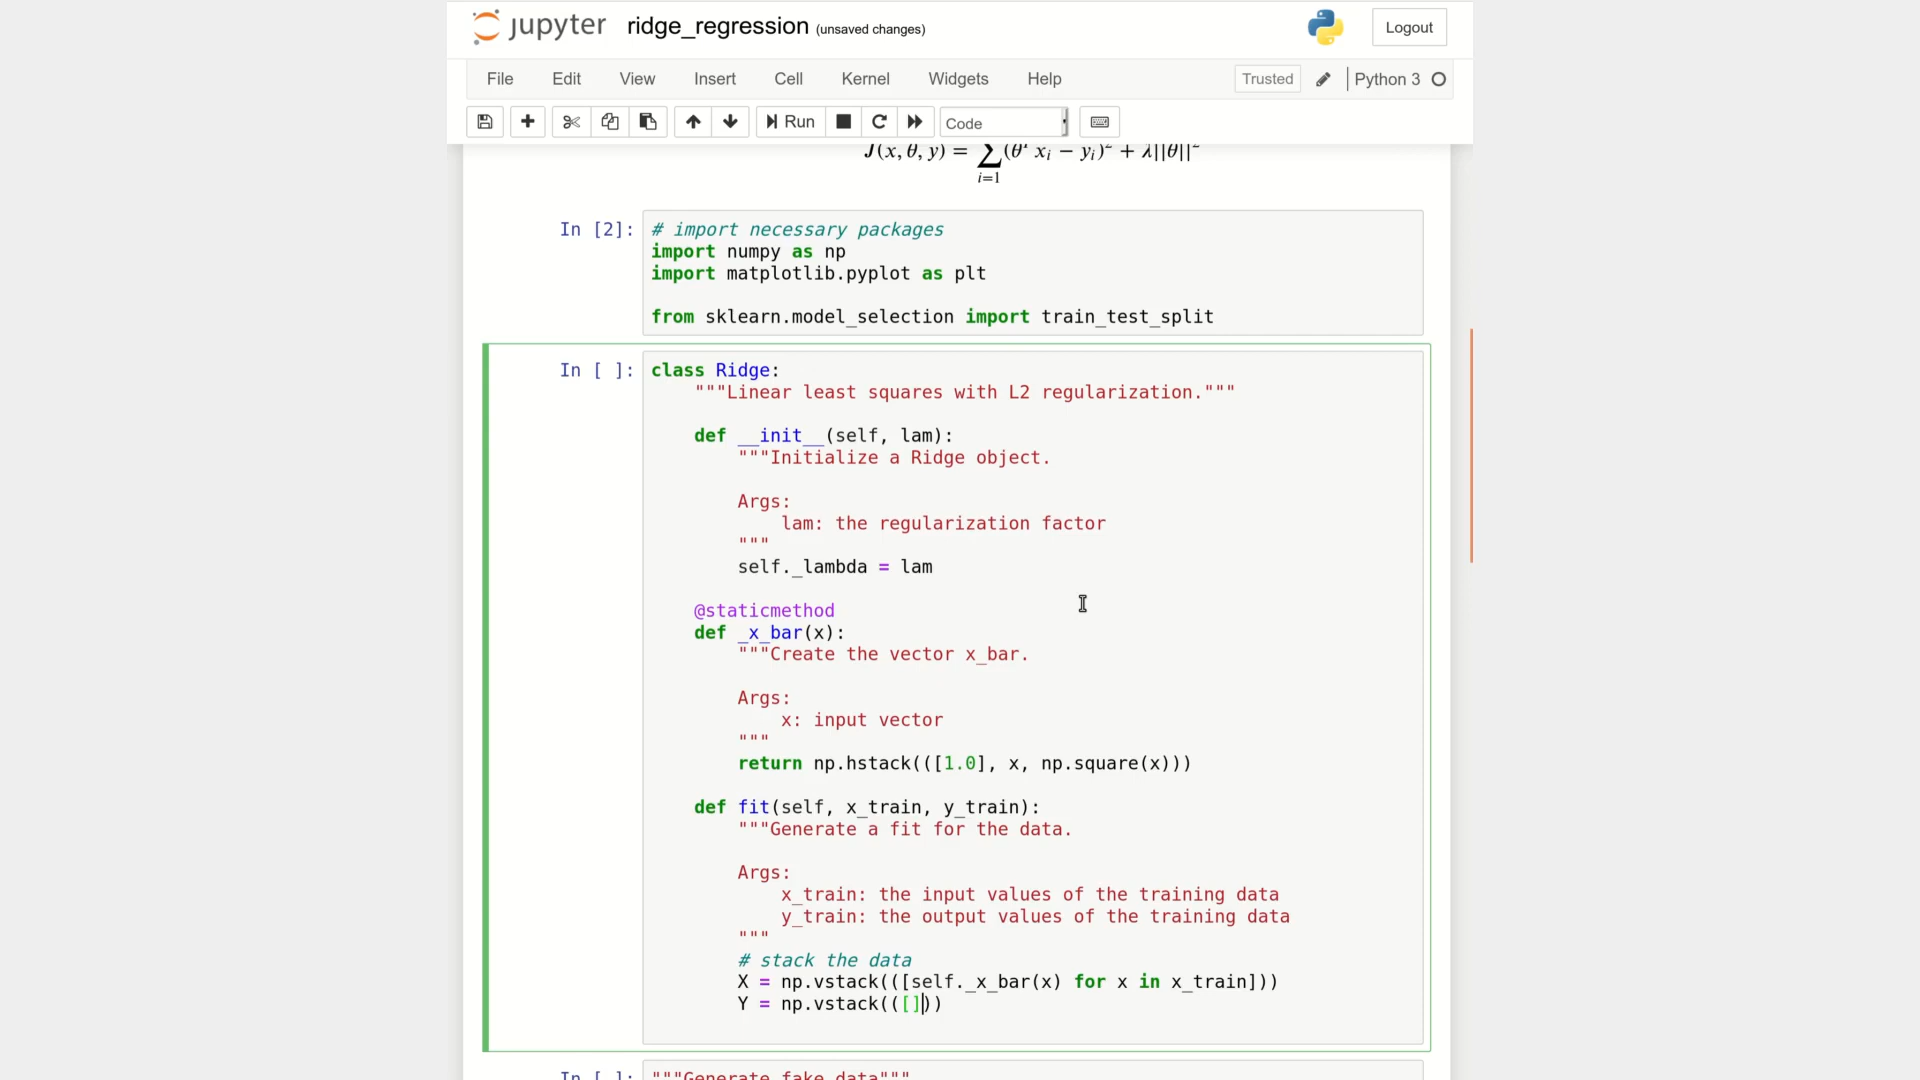 jupyter ridge_regression (unsaved changes) Logout
File Edit View Insert Cell Kernel Widgets Help Trusted Python 3
Run Code
J(x, θ, y) = ∑(θᵀ xᵢ − yᵢ)² + λ||θ||²
i=1
In [2]: # import necessary packages
import numpy as np
import matplotlib.pyplot as plt
from sklearn.model_selection import train_test_split
In [ ]: class Ridge:
"""Linear least squares with L2 regularization."""
def __init__(self, lam):
"""Initialize a Ridge object.
Args:
lam: the regularization factor
"""
self._lambda = lam
@staticmethod
def _x_bar(x):
"""Create the vector x_bar.
Args:
x: input vector
"""
return np.hstack(([1.0], x, np.square(x)))
def fit(self, x_train, y_train):
"""Generate a fit for the data.
Args:
x_train: the input values of the training data
y_train: the output values of the training data
"""
# stack the data
X = np.vstack(([self._x_bar(x) for x in x_train]))
Y = np.vstack(([]))
In [ ]: """Generate fake data"""